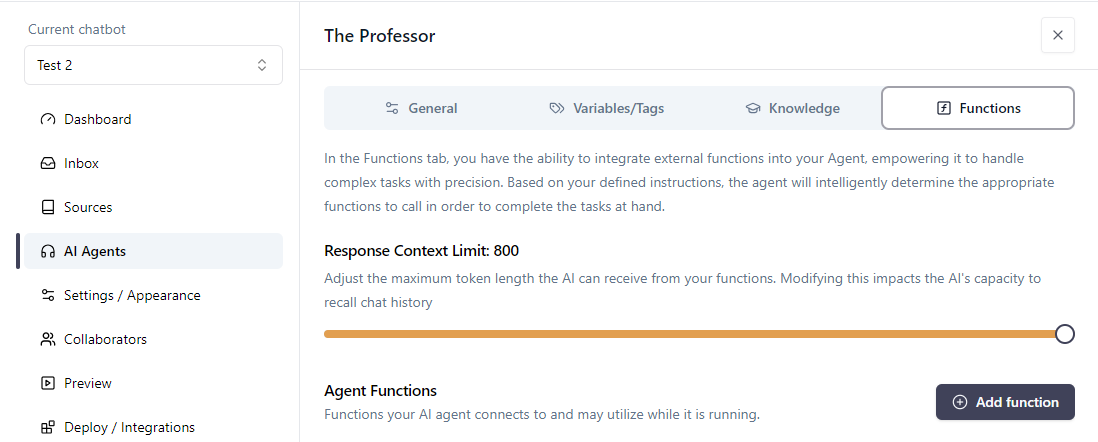 Current chatbot
Test 2
Dashboard
Inbox
Sources
AI Agents
Settings / Appearance
Collaborators
Preview
Deploy / Integrations
The Professor
General
Variables/Tags
Knowledge
Functions
In the Functions tab, you have the ability to integrate external functions into your Agent, empowering it to handle
complex tasks with precision. Based on your defined instructions, the agent will intelligently determine the appropriate
functions to call in order to complete the tasks at hand.
Response Context Limit: 800
Adjust the maximum token length the AI can receive from your functions. Modifying this impacts the AI's capacity to
recall chat history
Agent Functions
Functions your AI agent connects to and may utilize while it is running.
Add function